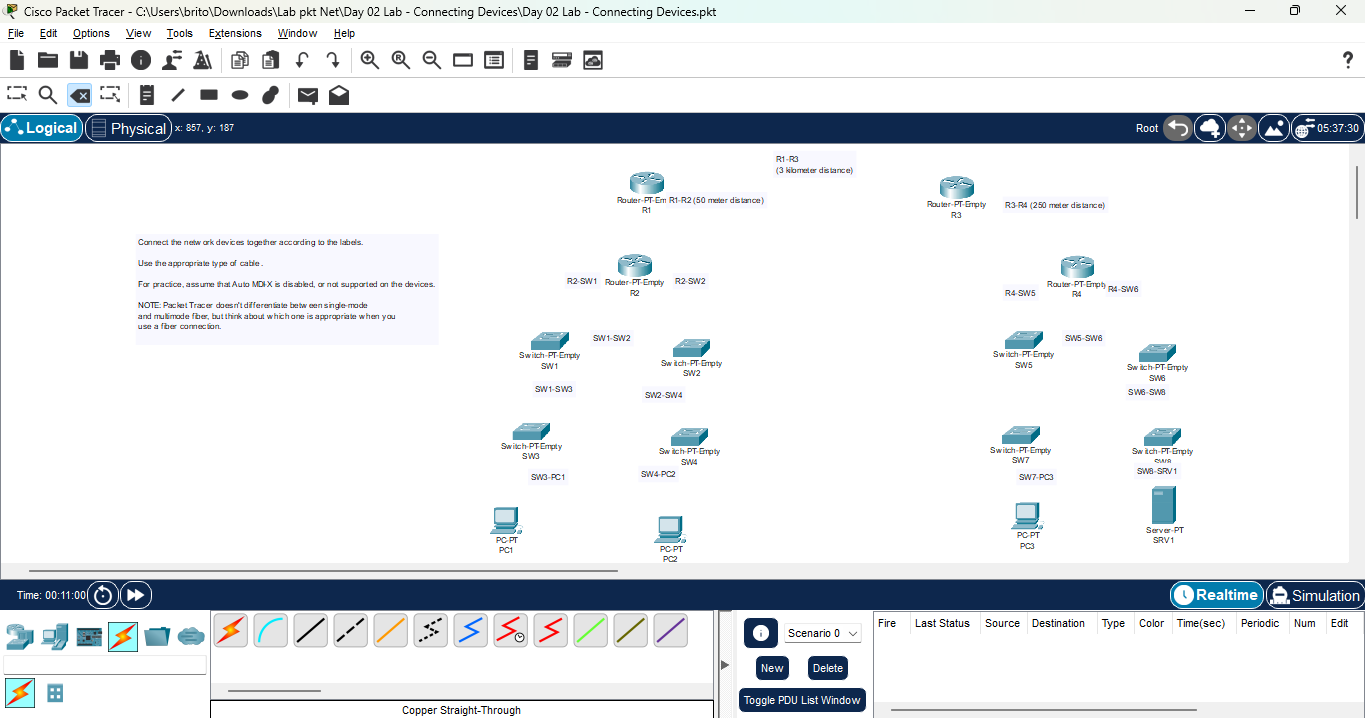 Cisco Packet Tracer - C:\Users\brito\Downloads\Lab pkt Net\Day 02 Lab - Connecting Devices\Day 02 Lab - Connecting Devices.pkt
File Edit Options View Tools Extensions Window Help
?
Logical Physical x: 857, y: 187 Root 05:37:30
R1-R3
(3 kilometer distance)
Router-PT-Em R1-R2 (50 meter distance)
R1
Router-PT-Empty
R3
R3-R4 (250 meter distance)
Connect the network devices together according to the labels.
Use the appropriate type of cable.
For practice, assume that Auto MDI-X is disabled, or not supported on the devices.
NOTE: Packet Tracer doesn't differentiate between single-mode
and multimode fiber, but think about which one is appropriate when you
use a fiber connection.
R2-SW1 Router-PT-Empty R2-SW2
R2
Router-PT-Empty R4-SW6
R4-SW5 R4
SW1-SW2
Switch-PT-Empty
SW1
Switch-PT-Empty
SW2
SW5-SW6
Switch-PT-Empty
SW5
Switch-PT-Empty
SW6
SW1-SW3
SW2-SW4
SW6-SW8
Switch-PT-Empty
SW3
Switch-PT-Empty
SW4
Switch-PT-Empty
SW7
Switch-PT-Empty
SW8
SW3-PC1
SW4-PC2
SW7-PC3
SW8-SRV1
PC-PT
PC1
PC-PT
PC2
PC-PT
PC3
Server-PT
SRV1
Time: 00:11:00 Realtime Simulation
Scenario 0
New Delete
Toggle PDU List Window
Fire Last Status Source Destination Type Color Time(sec) Periodic Num Edit
Copper Straight-Through